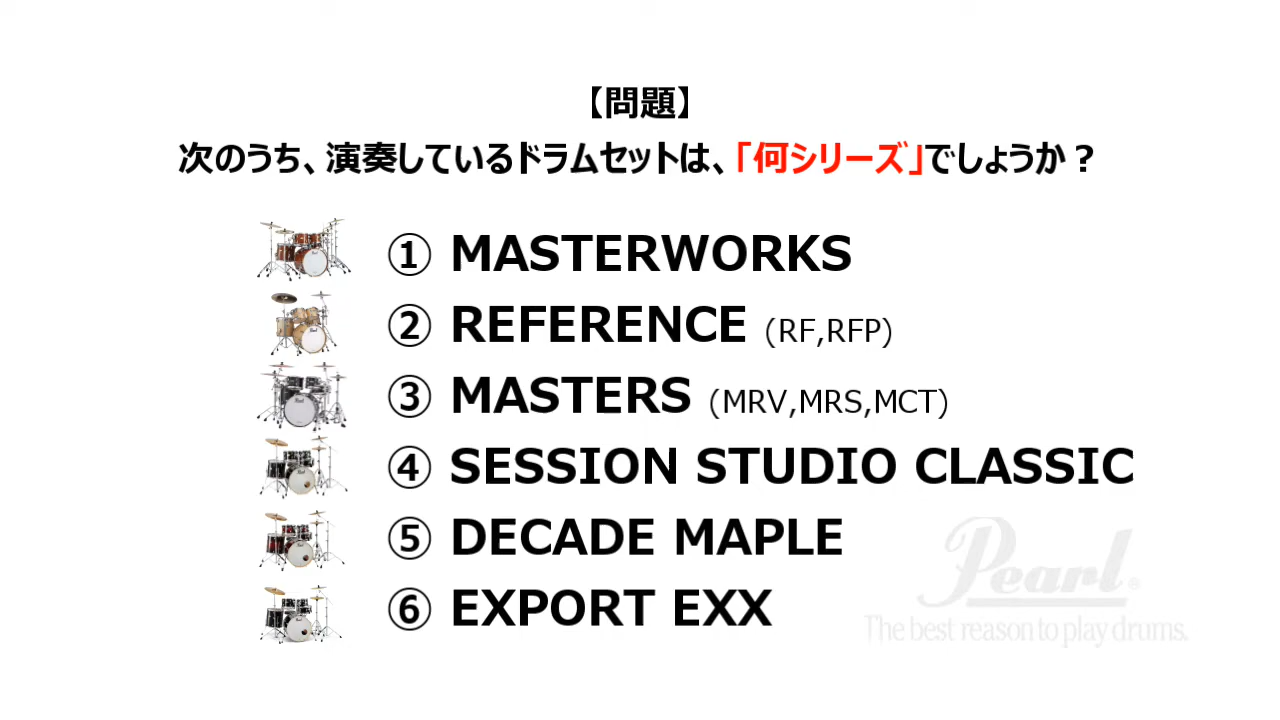 【問題】
次のうち、演奏しているドラムセットは、「何シリーズ」でしょうか？
① MASTERWORKS
② REFERENCE (RF,RFP)
③ MASTERS (MRV,MRS,MCT)
④ SESSION STUDIO CLASSIC
⑤ DECADE MAPLE
⑥ EXPORT EXX
Pearl®
The best reason to play drums.